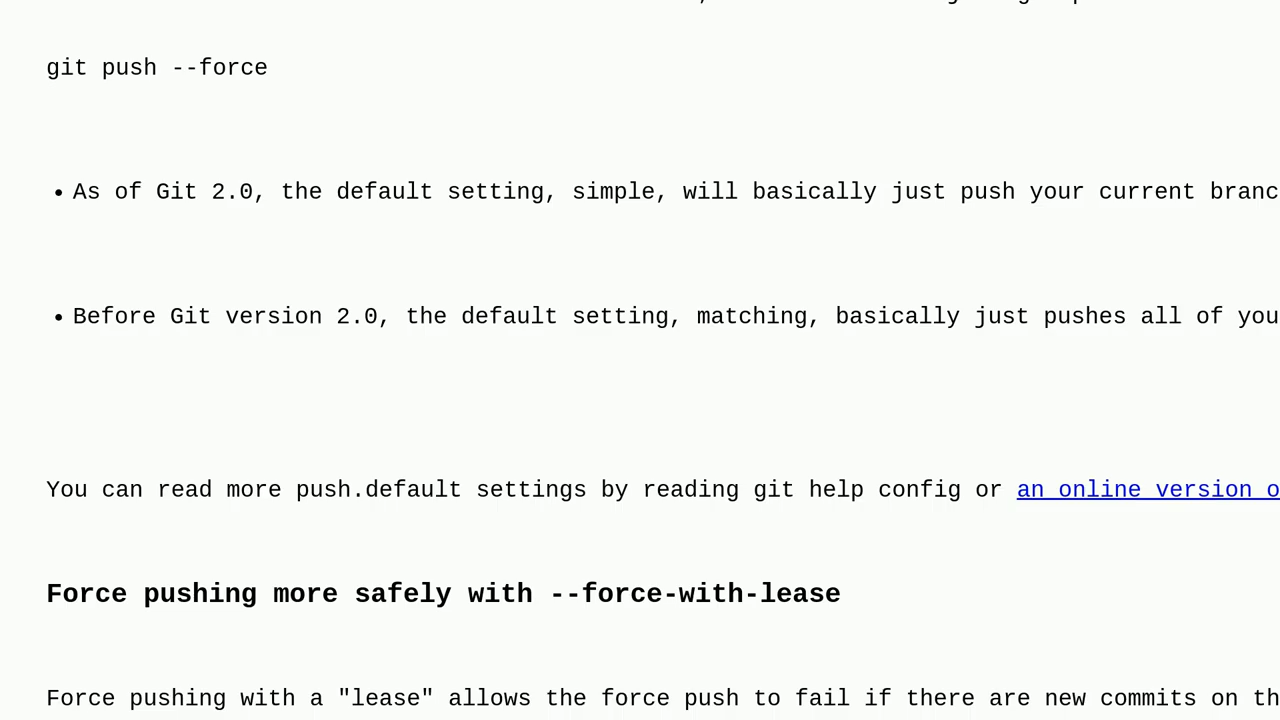 git push --force
• As of Git 2.0, the default setting, simple, will basically just push your current branc
• Before Git version 2.0, the default setting, matching, basically just pushes all of you
You can read more push.default settings by reading git help config or an online version o
Force pushing more safely with --force-with-lease
Force pushing with a "lease" allows the force push to fail if there are new commits on th